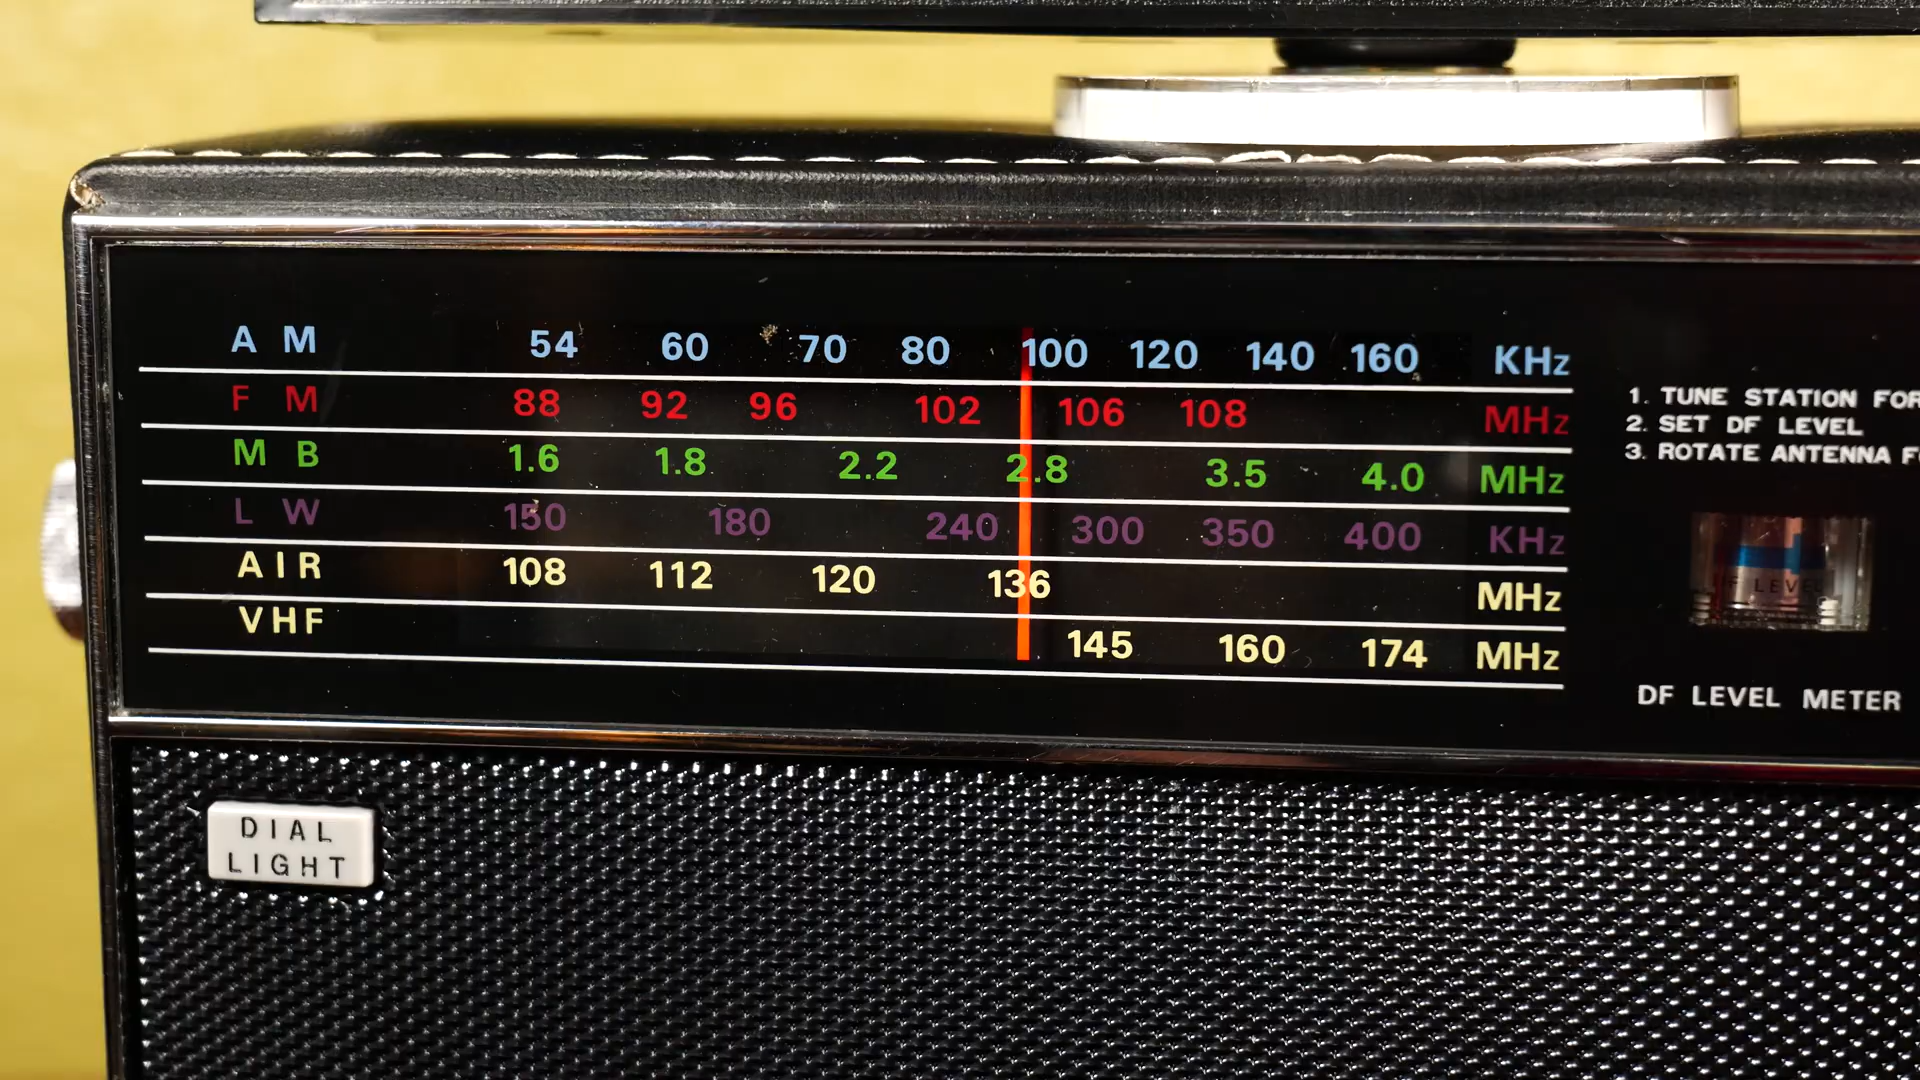 A M 54 60 70 80 100 120 140 160 KHz
F M 88 92 96 102 106 108 MHz
M B 1.6 1.8 2.2 2.8 3.5 4.0 MHz
L W 150 180 240 300 350 400 KHz
AIR 108 112 120 136 MHz
VHF 145 160 174 MHz
1. TUNE STATION FOR
2. SET DF LEVEL
3. ROTATE ANTENNA
DF LEVEL
DF LEVEL METER
DIAL
LIGHT